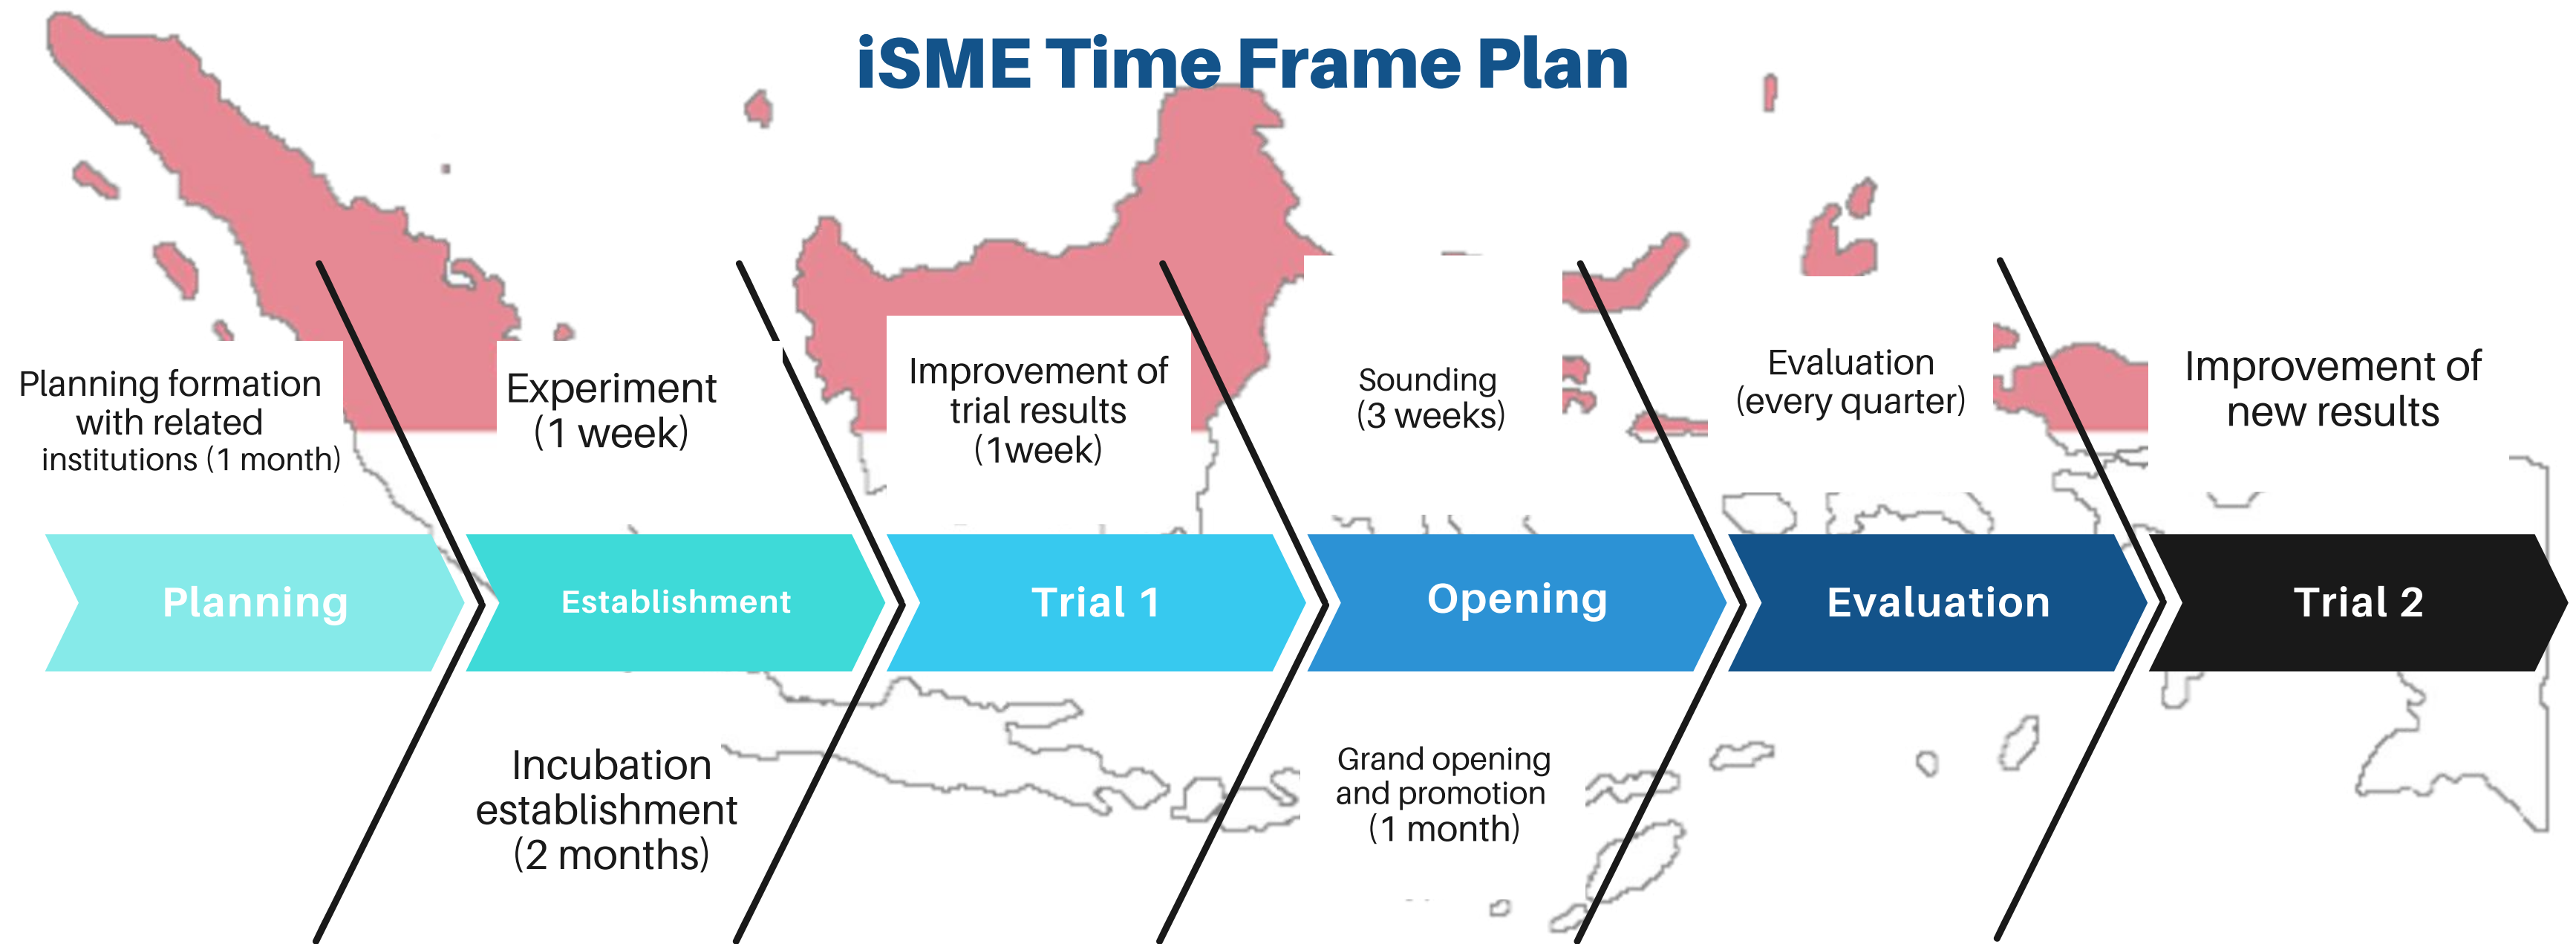 iSME Time Frame Plan
Planning formation
with related
institutions (1 month)
Experiment
(1 week)
Improvement of
trial results
(1week)
Sounding
(3 weeks)
Evaluation
(every quarter)
Improvement of
new results
Planning
Establishment
Trial 1
Opening
Evaluation
Trial 2
Incubation
establishment
(2 months)
Grand opening
and promotion
(1 month)